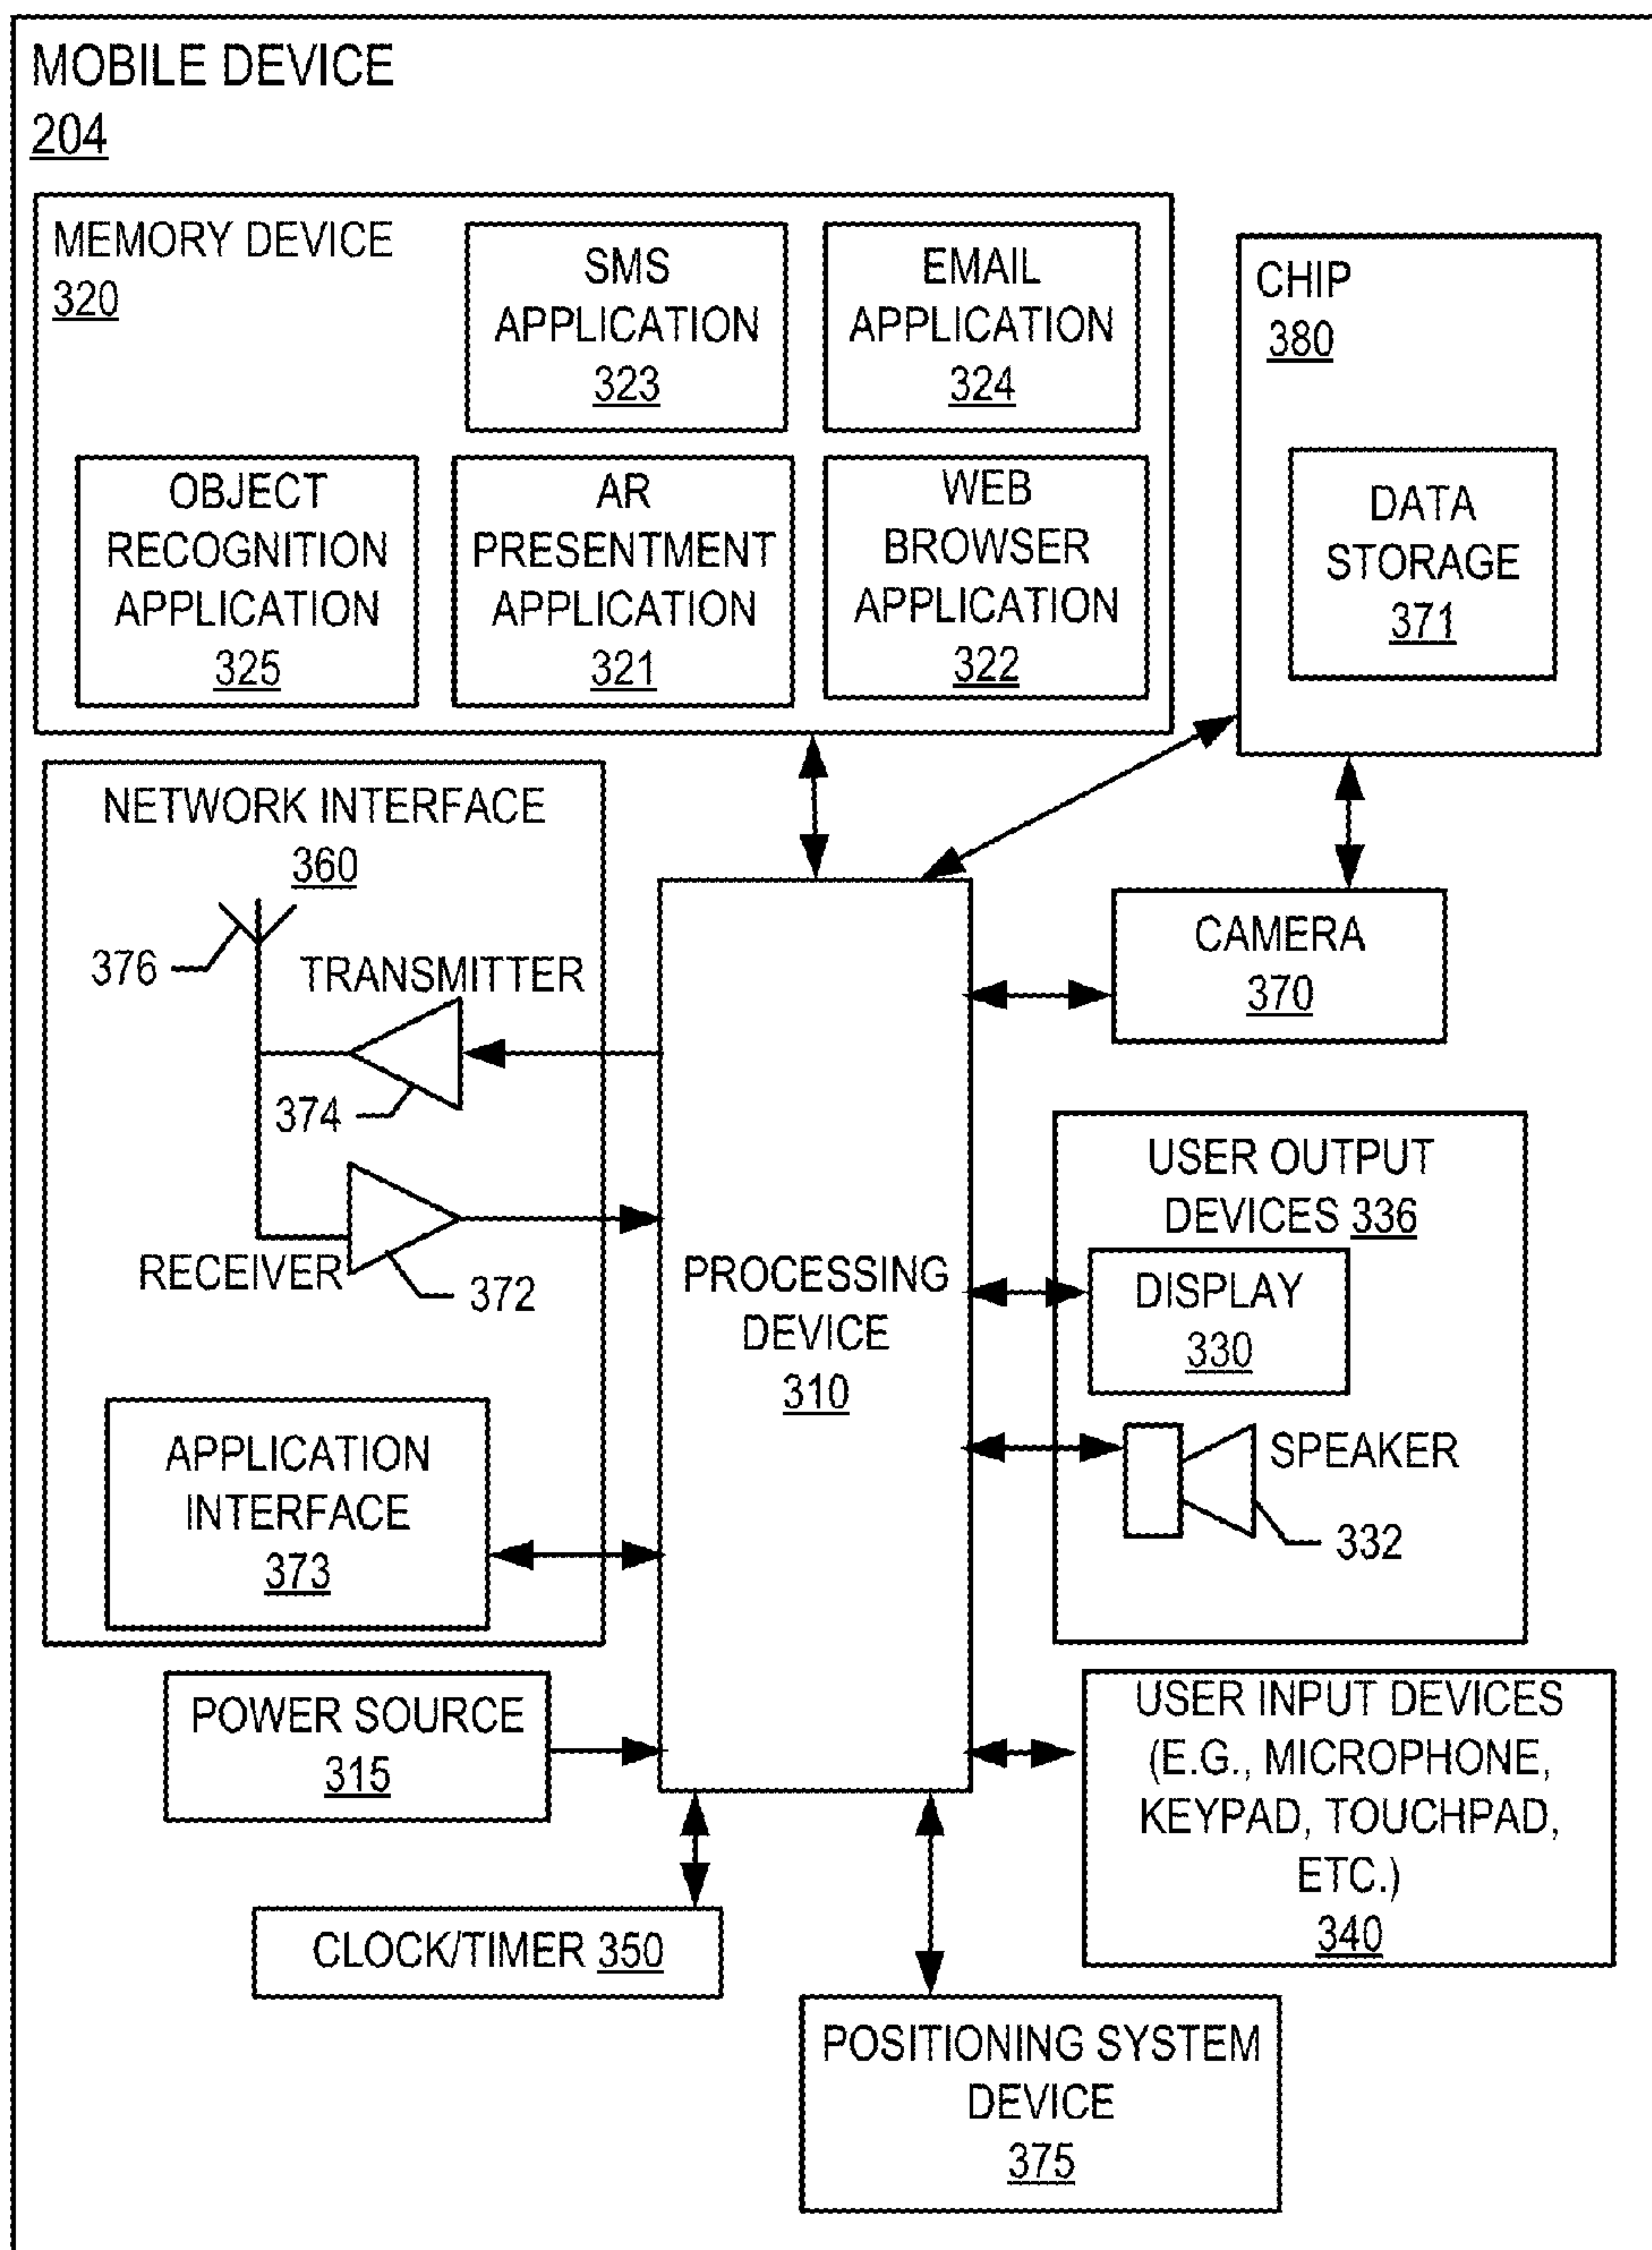 MOBILE DEVICE
204
MEMORY DEVICE
320
SMS
APPLICATION
323
EMAIL
APPLICATION
324
OBJECT
RECOGNITION
APPLICATION
325
AR
PRESENTMENT
APPLICATION
321
WEB
BROWSER
APPLICATION
322
CHIP
380
DATA
STORAGE
371
NETWORK INTERFACE
360
376
TRANSMITTER
374
RECEIVER
372
APPLICATION
INTERFACE
373
PROCESSING
DEVICE
310
CAMERA
370
USER OUTPUT
DEVICES 336
DISPLAY
330
SPEAKER
332
POWER SOURCE
315
USER INPUT DEVICES
(E.G., MICROPHONE,
KEYPAD, TOUCHPAD,
ETC.)
340
CLOCK/TIMER 350
POSITIONING SYSTEM
DEVICE
375